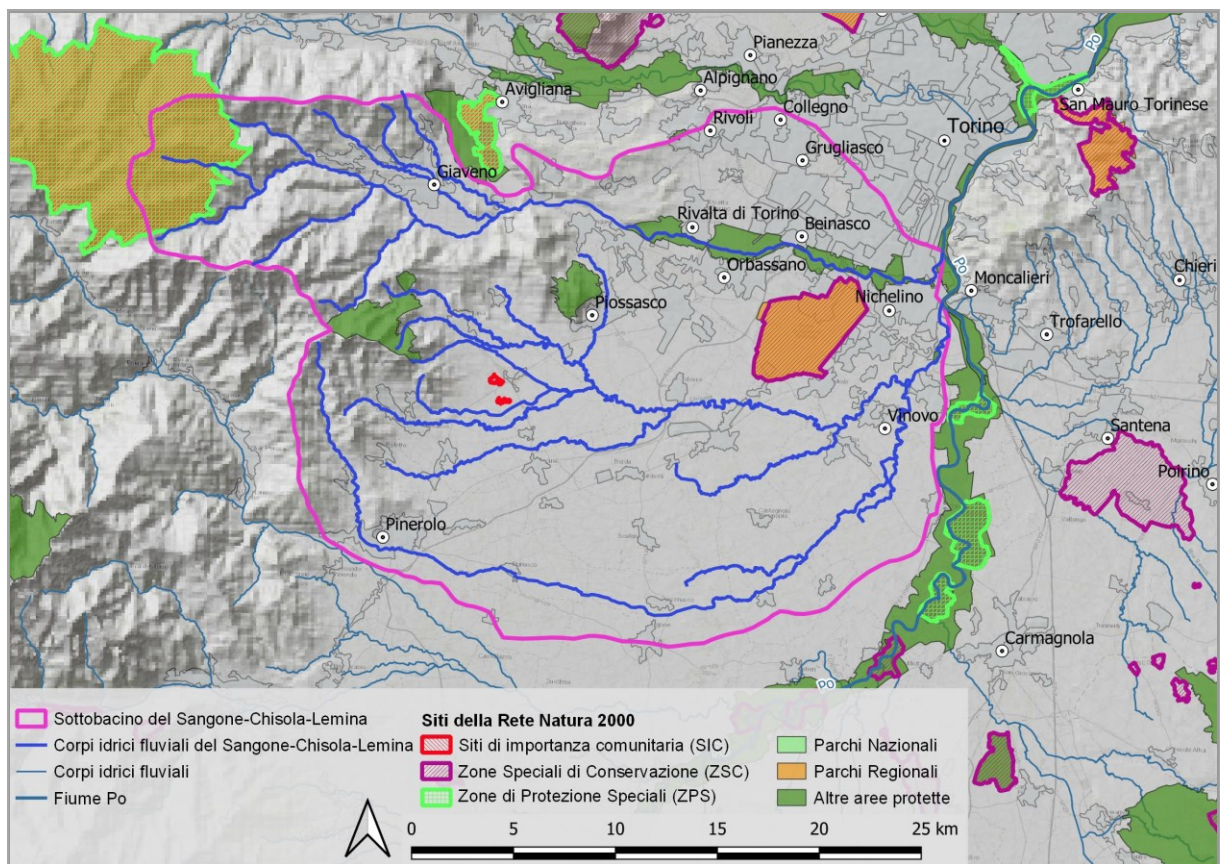 Pianezza
Po
Avigliana
Alpignano
San Mauro Torinese
Collegno
Rivoli
Torino
Grugliasco
Giaveno
Rivalta di Torino
Beinasco
Po
Chieri
Orbassano
Moncalieri
Nichelino
Piossasco
Trofarello
Vinovo
Santena
Poirino
Pinerolo
Carmagnola
Po
Sottobacino del Sangone-Chisola-Lemina
Corpi idrici fluviali del Sangone-Chisola-Lemina
Corpi idrici fluviali
Fiume Po
Siti della Rete Natura 2000
Siti di importanza comunitaria (SIC)
Zone Speciali di Conservazione (ZSC)
Zone di Protezione Speciali (ZPS)
Parchi Nazionali
Parchi Regionali
Altre aree protette
0 5 10 15 20 25 km